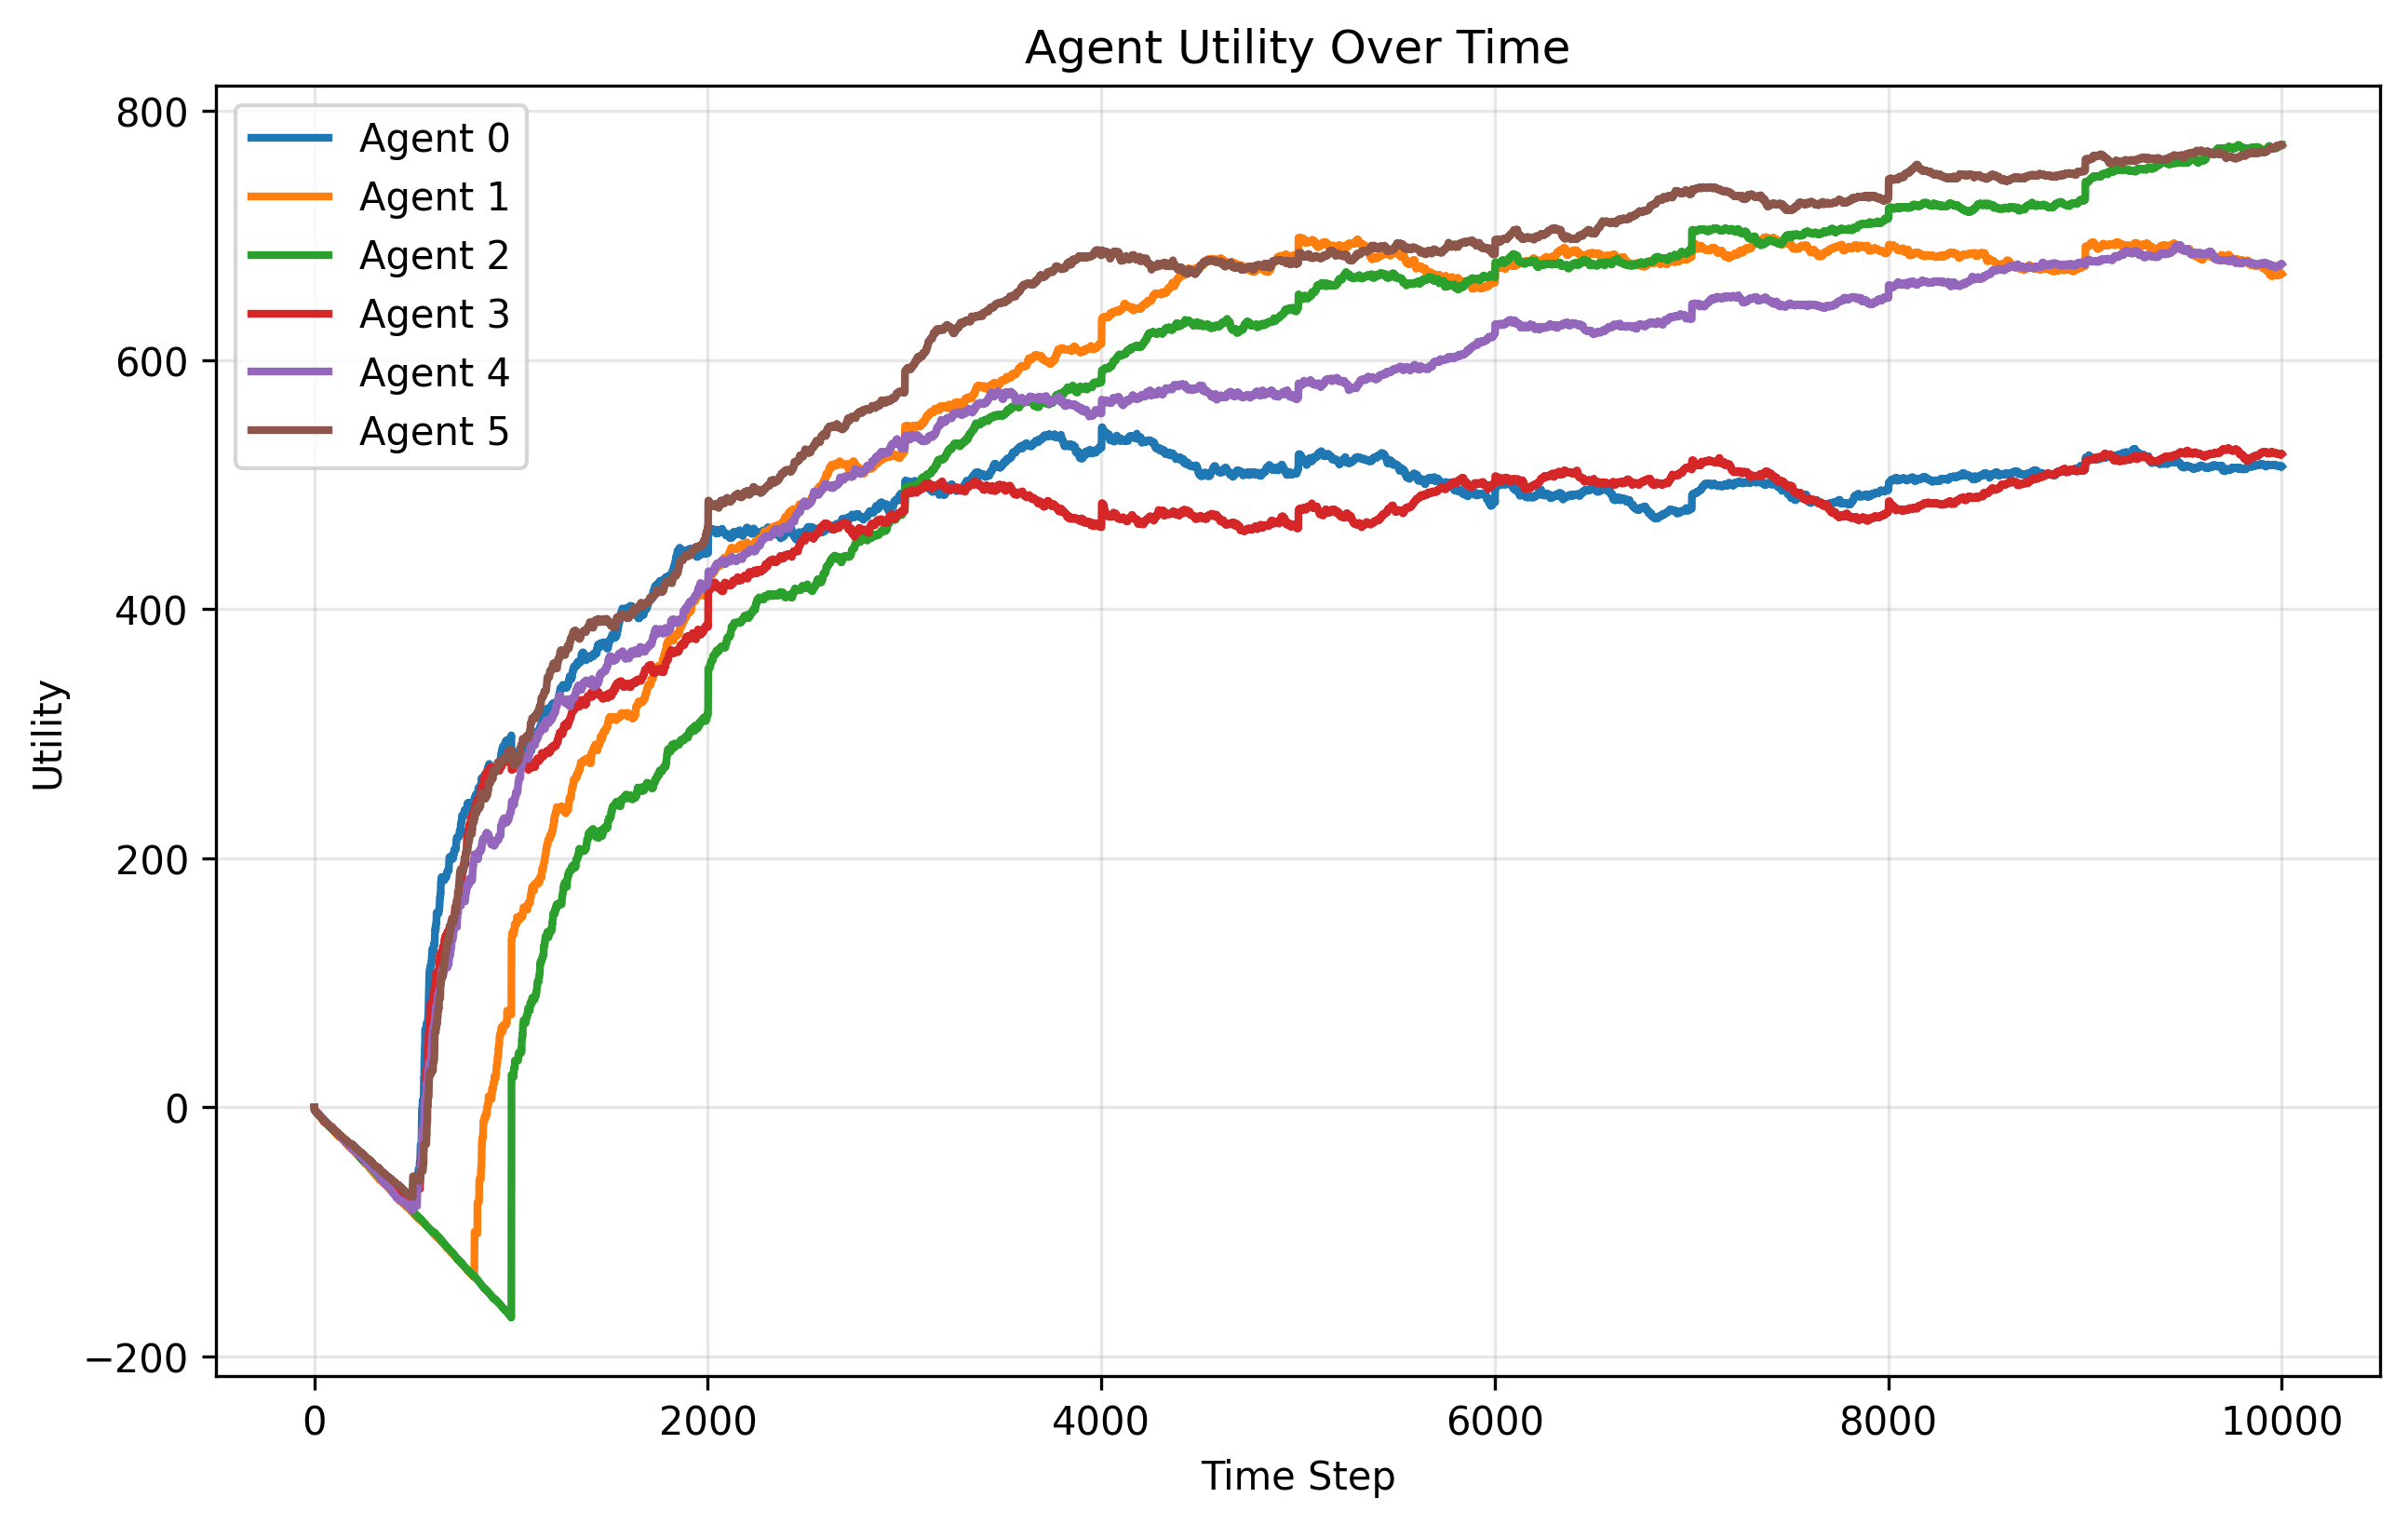 Agent Utility Over Time
800
600
400
200
0
−200
Utility
Agent 0
Agent 1
Agent 2
Agent 3
Agent 4
Agent 5
0
2000
4000
6000
8000
10000
Time Step